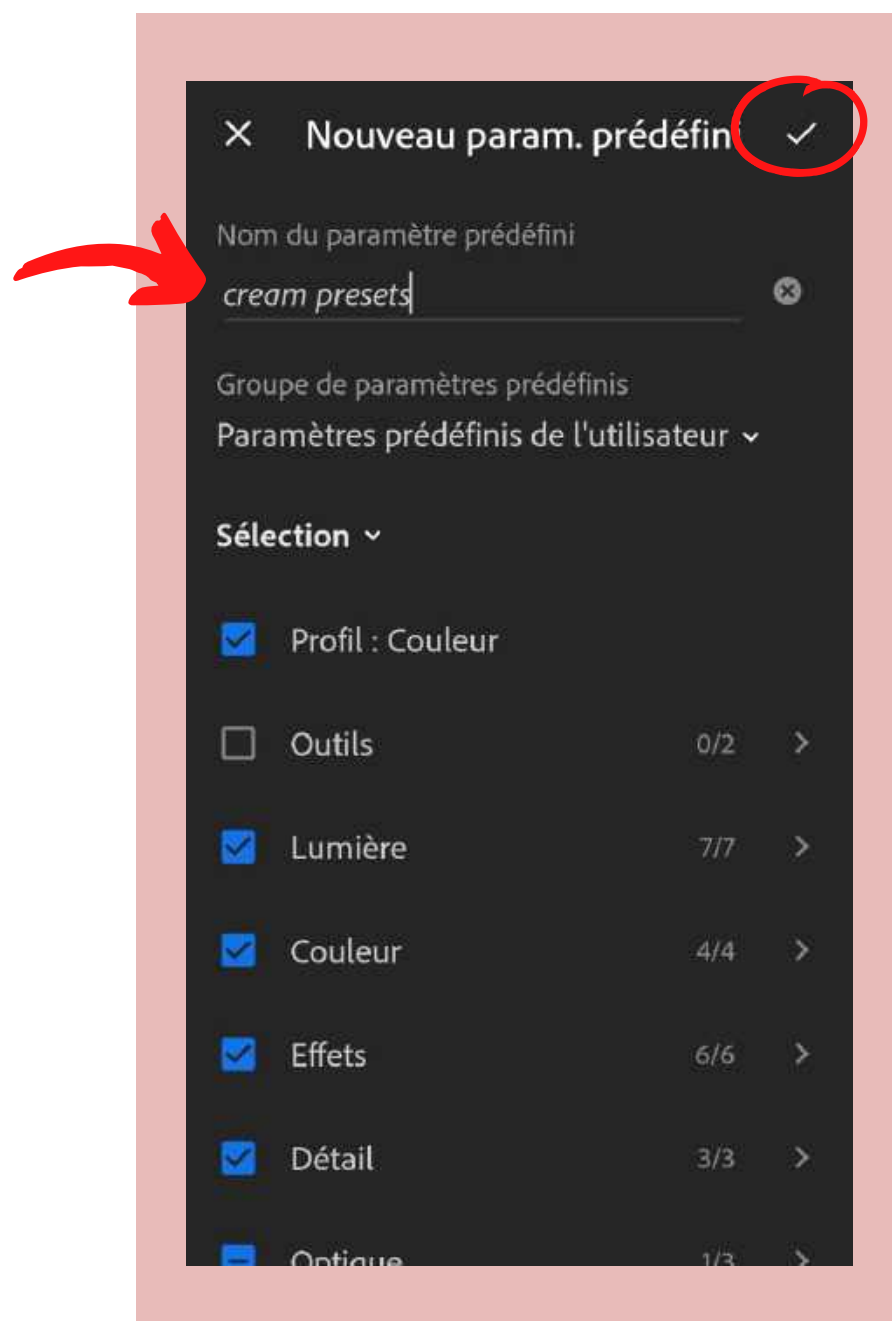 Nouveau param. prédéfini
Nom du paramètre prédéfini
cream presets
Groupe de paramètres prédéfinis
Paramètres prédéfinis de l'utilisateur
Sélection
Profil : Couleur
Outils 0/2
Lumière 7/7
Couleur 4/4
Effets 6/6
Détail 3/3
Optique 1/3